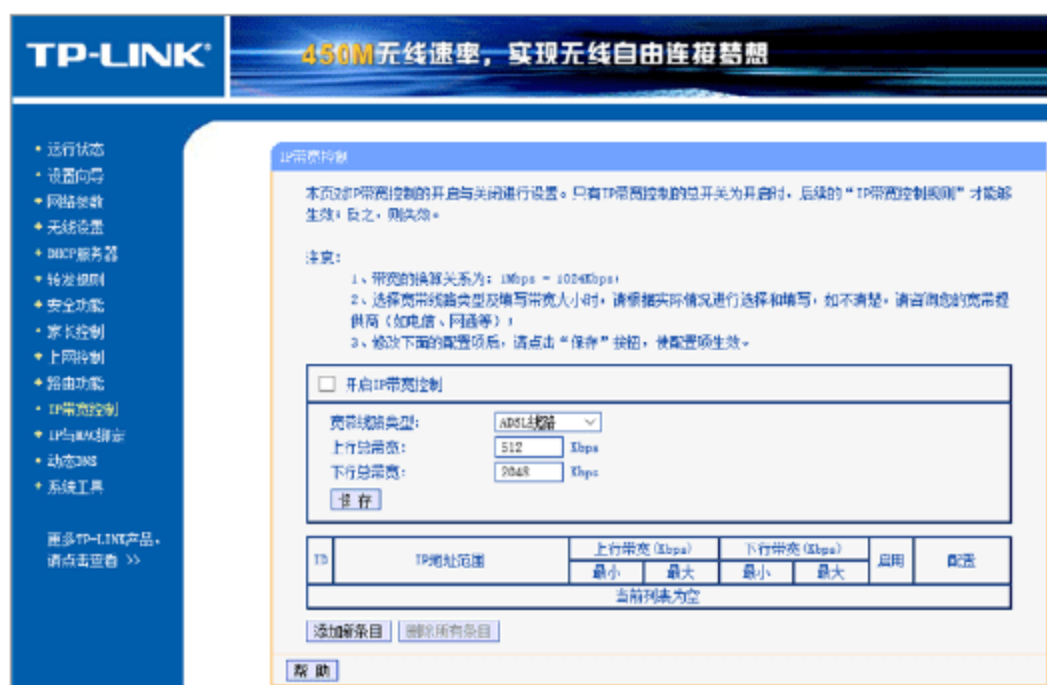 TP-LINK®
450M无线速率，实现无线自由连接梦想
• 运行状态
• 设置向导
+ 网络参数
+ 无线设置
+ DHCP服务器
+ 转发规则
+ 安全功能
• 家长控制
+ 上网控制
+ 路由功能
• IP带宽控制
+ IP与MAC绑定
• 动态DNS
+ 系统工具
更多TP-LINK产品，
请点击查看 >>
IP带宽控制
本页对IP带宽控制的开启与关闭进行设置。只有IP带宽控制的总开关为开启时，后续的“IP带宽控制规则”才能够
生效，反之，则失效。
注意：
1、带宽的换算关系为：1Mbps = 1024Kbps；
2、选择宽带线路类型及填写带宽大小时，请根据实际情况进行选择和填写，如不清楚，请咨询您的宽带提
供商（如电信、网通等）；
3、修改下面的配置项后，请点击“保存”按钮，使配置项生效。
开启IP带宽控制
宽带线路类型： ADSL线路
上行总带宽： 512 Kbps
下行总带宽： 2048 Kbps
保 存
ID IP地址范围 上行带宽(Kbps) 下行带宽(Kbps) 启用 配置
最小 最大 最小 最大
当前列表为空
添加新条目 删除所有条目
帮 助